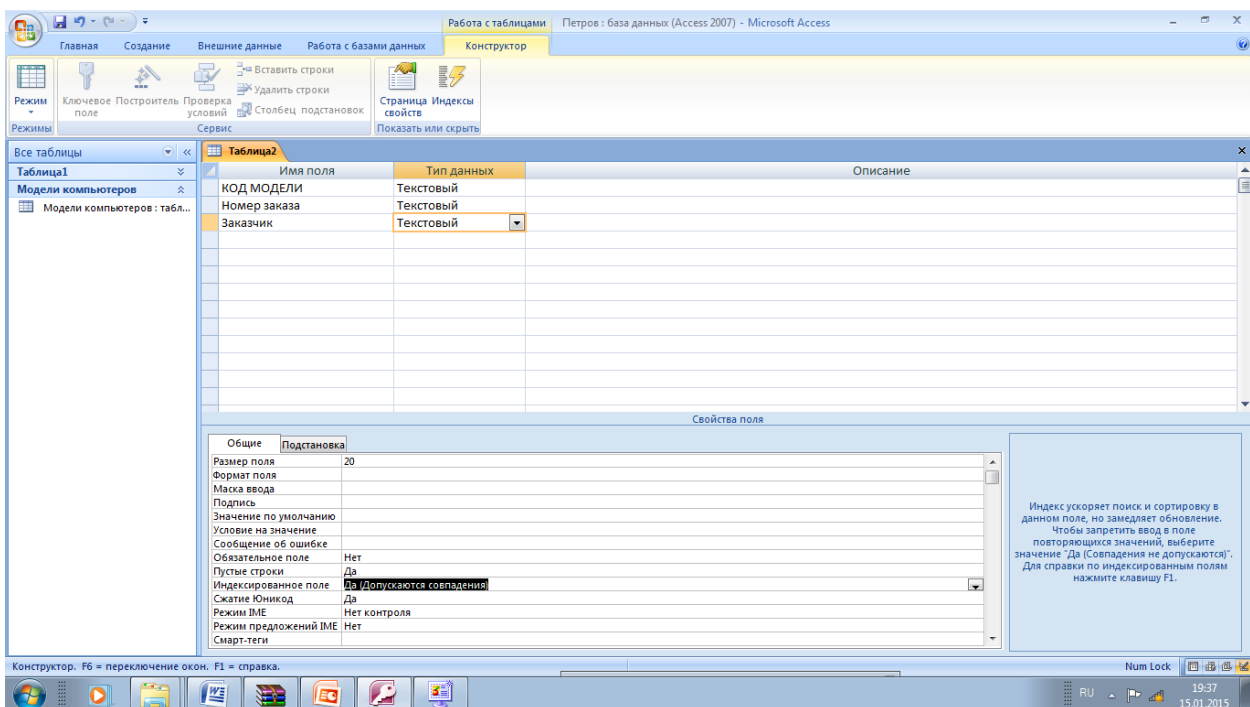 Работа с таблицами Петров : база данных (Access 2007) - Microsoft Access
Главная Создание Внешние данные Работа с базами данных Конструктор
Режим
Ключевое поле
Построитель
Проверка условий
Вставить строки
Удалить строки
Столбец подстановок
Страница свойств
Индексы
Режимы Сервис Показать или скрыть
Все таблицы
Таблица1
Модели компьютеров
Модели компьютеров : табл...
Таблица2
Имя поля Тип данных Описание
КОД МОДЕЛИ Текстовый
Номер заказа Текстовый
Заказчик Текстовый
Свойства поля
Общие Подстановка
Размер поля 20
Формат поля
Маска ввода
Подпись
Значение по умолчанию
Условие на значение
Сообщение об ошибке
Обязательное поле Нет
Пустые строки Да
Индексированное поле Да (Допускаются совпадения)
Сжатие Юникод Да
Режим IME Нет контроля
Режим предложений IME Нет
Смарт-теги
Индекс ускоряет поиск и сортировку в
данном поле, но замедляет обновление.
Чтобы запретить ввод в поле
повторяющихся значений, выберите
значение "Да (Совпадения не допускаются)".
Для справки по индексированным полям
нажмите клавишу F1.
Конструктор. F6 = переключение окон. F1 = справка. Num Lock
RU 19:37
15.01.2015